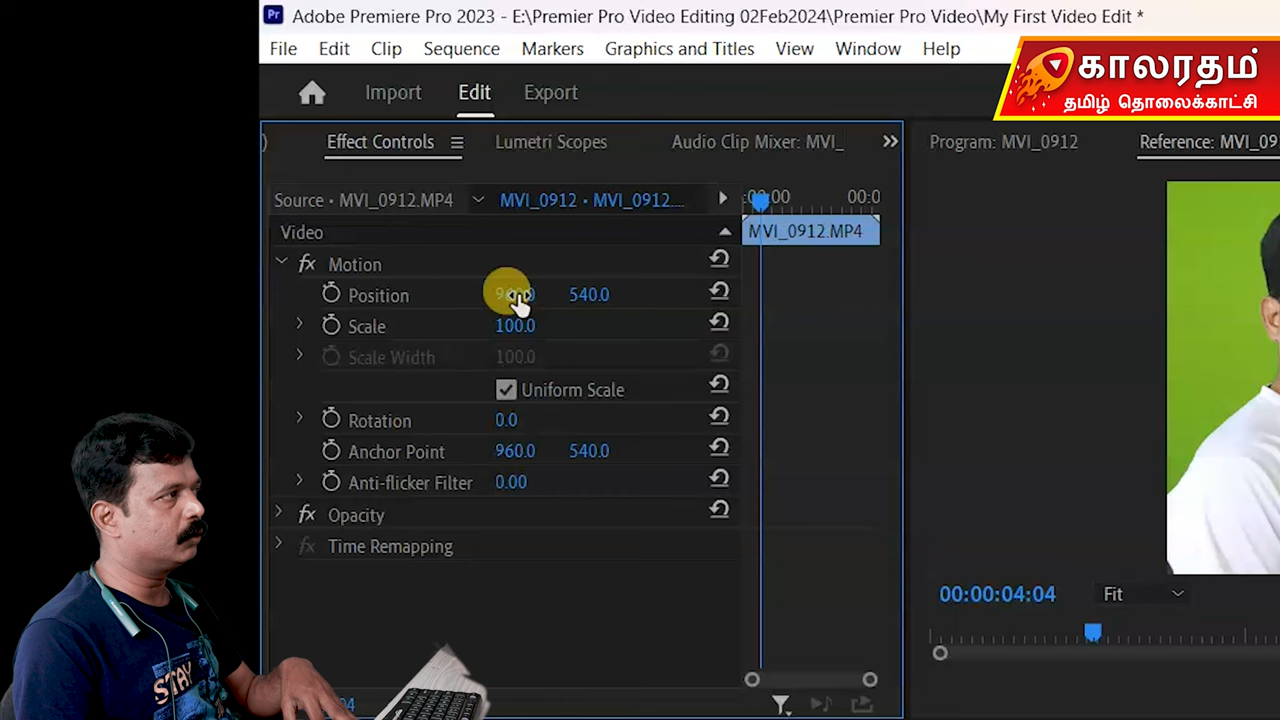 Adobe Premiere Pro 2023 - E:\Premier Pro Video Editing 02Feb2024\Premier Pro Video\My First Video Edit *
File Edit Clip Sequence Markers Graphics and Titles View Window Help
காலரதம்
தமிழ் தொலைக்காட்சி
Import Edit Export
Effect Controls Lumetri Scopes Audio Clip Mixer: MVI_
Program: MVI_0912 Reference: MVI_0912
Source • MVI_0912.MP4 MVI_0912 • MVI_0912....
:00:00 00:0
Video
MVI_0912.MP4
Motion
Position 960.0 540.0
Scale 100.0
Scale Width 100.0
Uniform Scale
Rotation 0.0
Anchor Point 960.0 540.0
Anti-flicker Filter 0.00
Opacity
Time Remapping
00:00:04:04 Fit
STAY